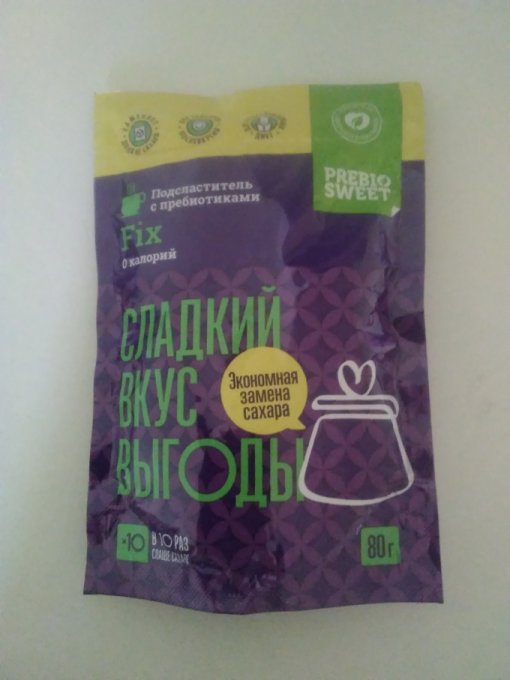 PREBIO
SWEET
Подсластитель
с пребиотиками
Fix
0 калорий
СЛАДКИЙ
ВКУС
ВЫГОДЫ
Экономная
замена
сахара
×10
В 10 РАЗ
СЛАЩЕ САХАРА
80 г